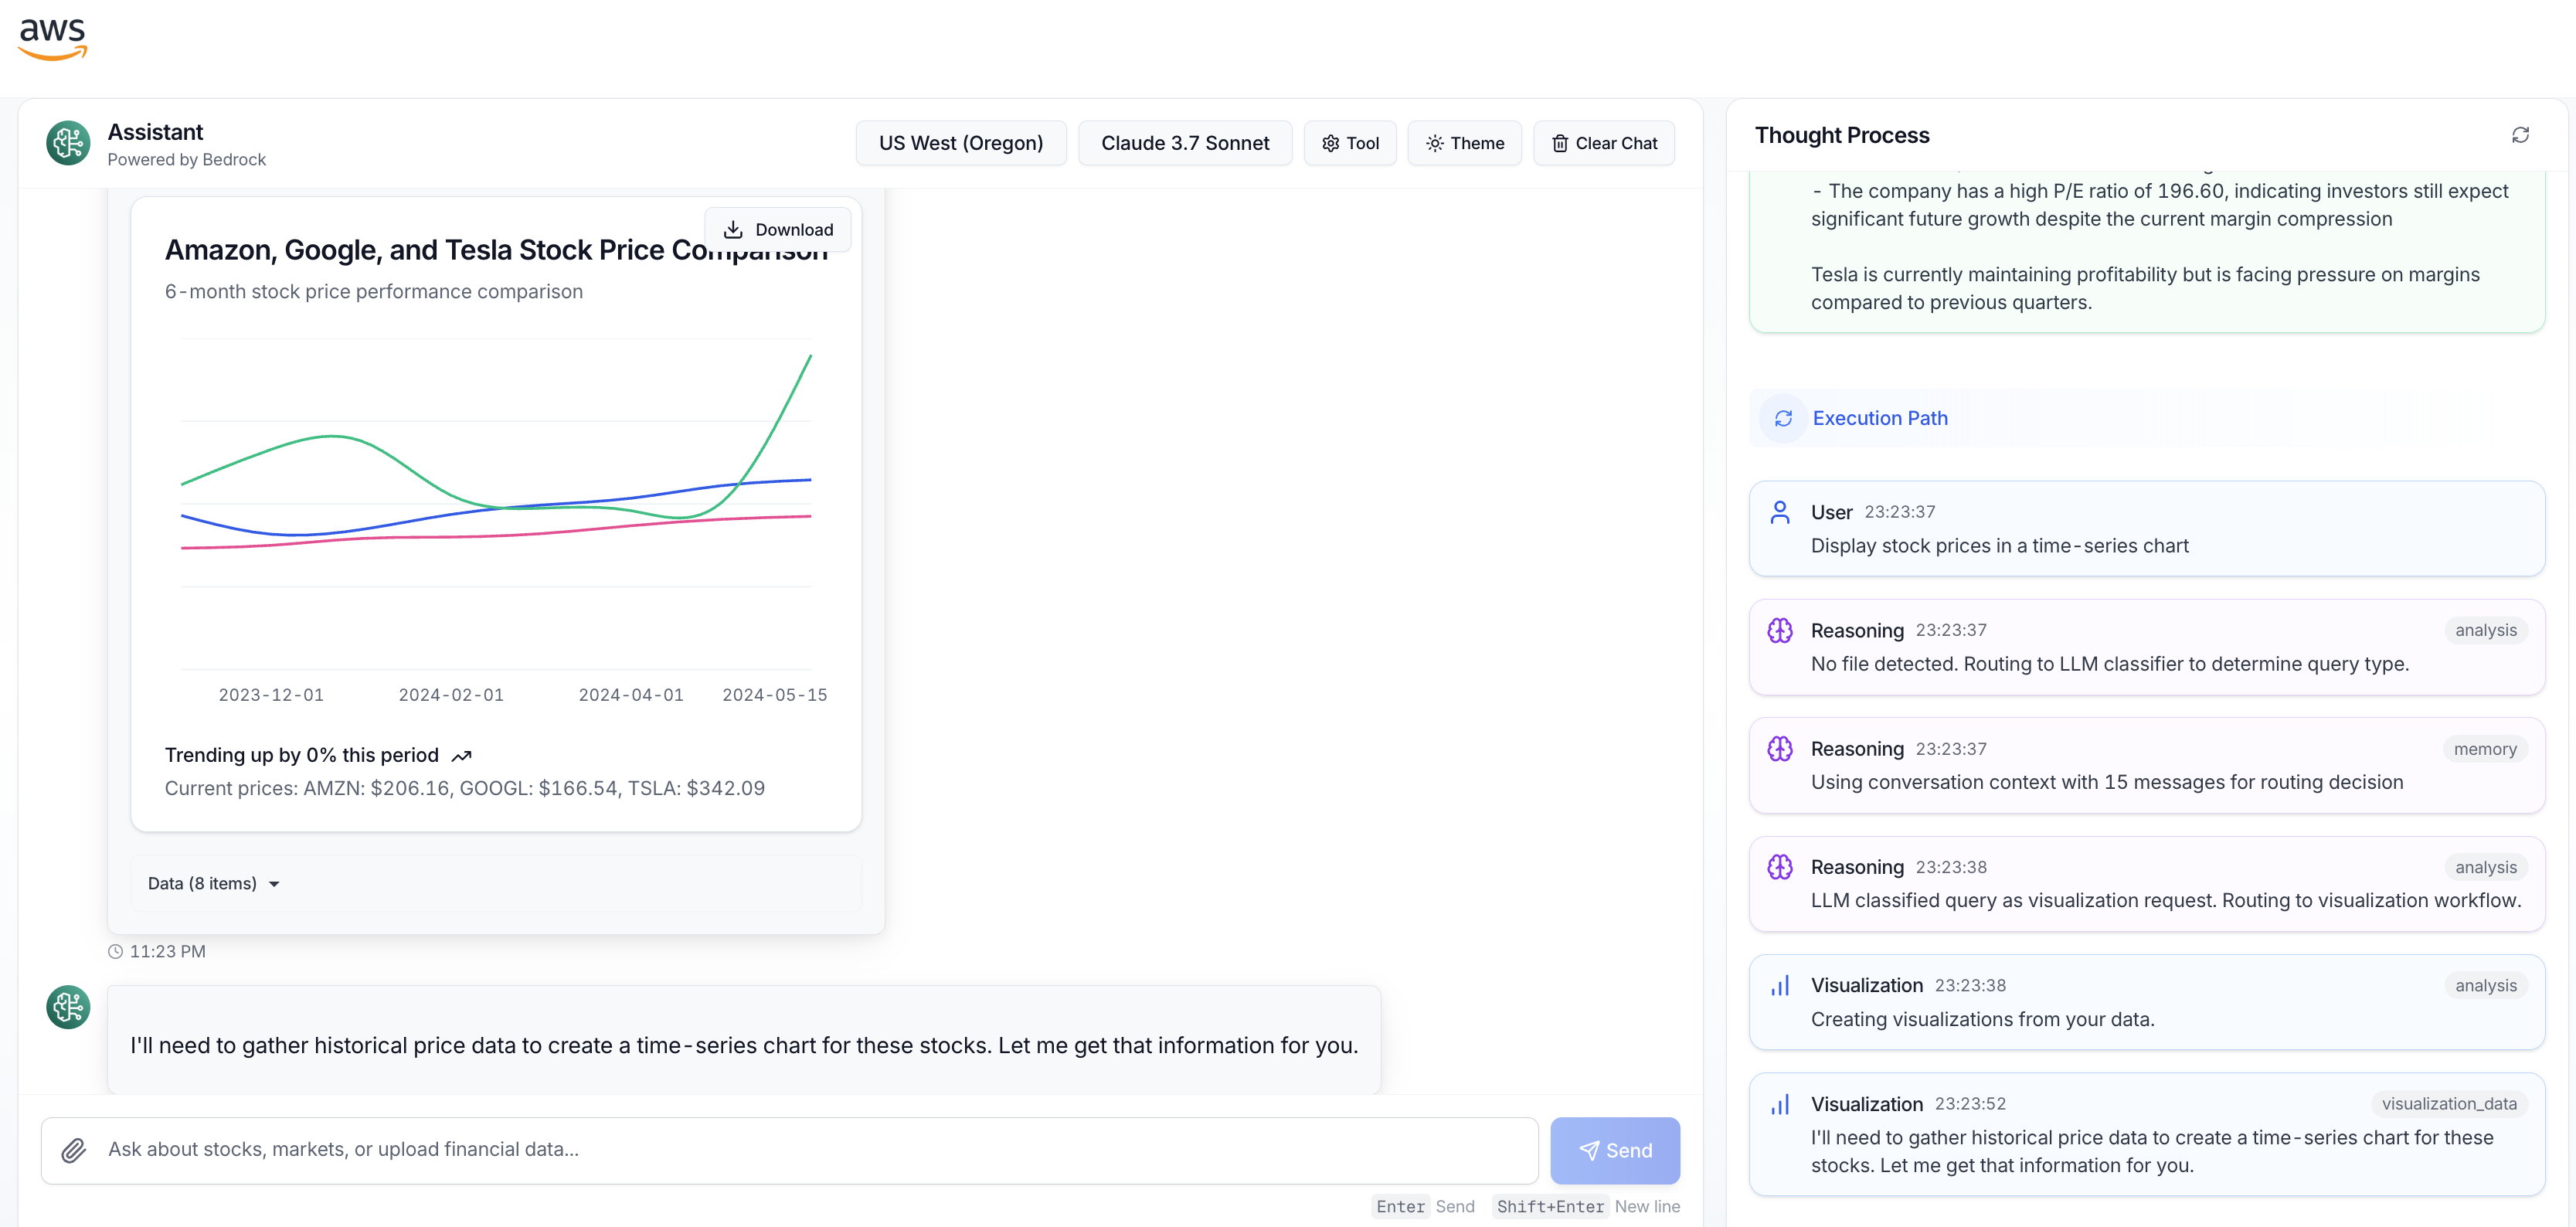 aws
Assistant
Powered by Bedrock
US West (Oregon)
Claude 3.7 Sonnet
Tool
Theme
Clear Chat
Download
Amazon, Google, and Tesla Stock Price Comparison
6-month stock price performance comparison
2023-12-01
2024-02-01
2024-04-01
2024-05-15
Trending up by 0% this period
Current prices: AMZN: $206.16, GOOGL: $166.54, TSLA: $342.09
Data (8 items)
11:23 PM
I'll need to gather historical price data to create a time-series chart for these stocks. Let me get that information for you.
Ask about stocks, markets, or upload financial data...
Send
Enter Send Shift+Enter New line
Thought Process
- The company has a high P/E ratio of 196.60, indicating investors still expect
significant future growth despite the current margin compression
Tesla is currently maintaining profitability but is facing pressure on margins
compared to previous quarters.
Execution Path
User 23:23:37
Display stock prices in a time-series chart
Reasoning 23:23:37 analysis
No file detected. Routing to LLM classifier to determine query type.
Reasoning 23:23:37 memory
Using conversation context with 15 messages for routing decision
Reasoning 23:23:38 analysis
LLM classified query as visualization request. Routing to visualization workflow.
Visualization 23:23:38 analysis
Creating visualizations from your data.
Visualization 23:23:52 visualization_data
I'll need to gather historical price data to create a time-series chart for these
stocks. Let me get that information for you.